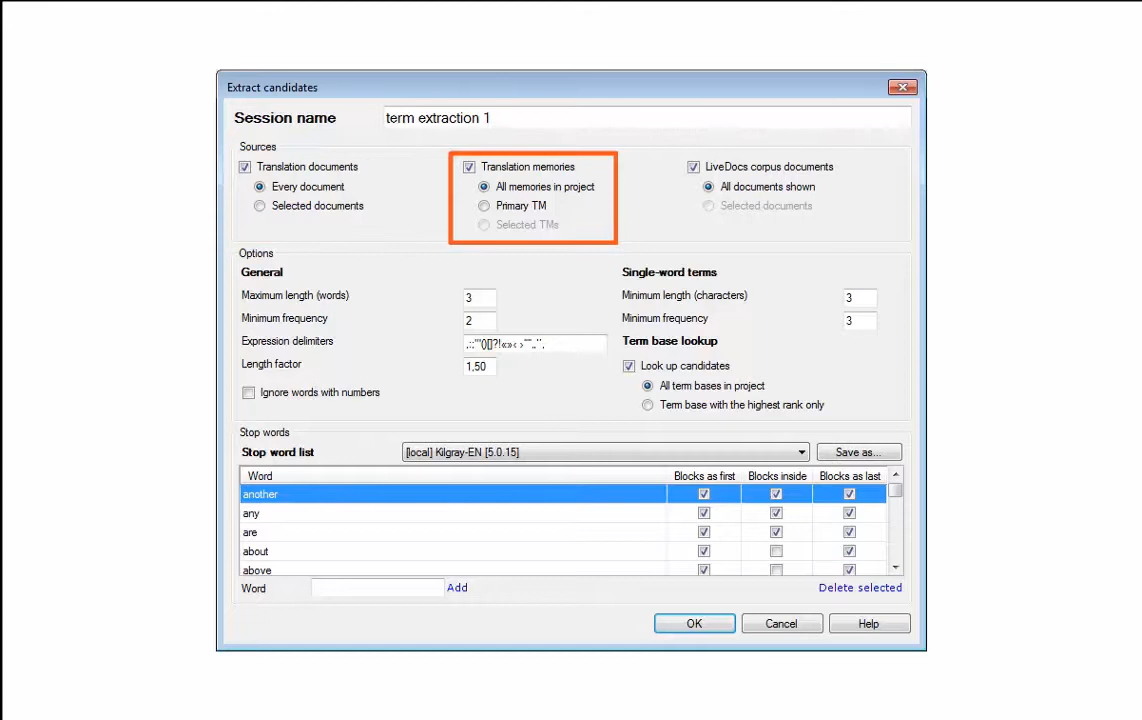 Extract candidates
Session name term extraction 1
Sources
Translation documents Translation memories LiveDocs corpus documents
Every document All memories in project All documents shown
Selected documents Primary TM Selected documents
Selected TMs
Options
General Single-word terms
Maximum length (words) 3 Minimum length (characters) 3
Minimum frequency 2 Minimum frequency 3
Expression delimiters Term base lookup
Length factor 1,50 Look up candidates
All term bases in project
Ignore words with numbers
Term base with the highest rank only
Stop words
Stop word list [local] Kilgray-EN [5.0.15] Save as...
Word Blocks as first Blocks inside Blocks as last
another
any
are
about
above
Word Add Delete selected
OK Cancel Help